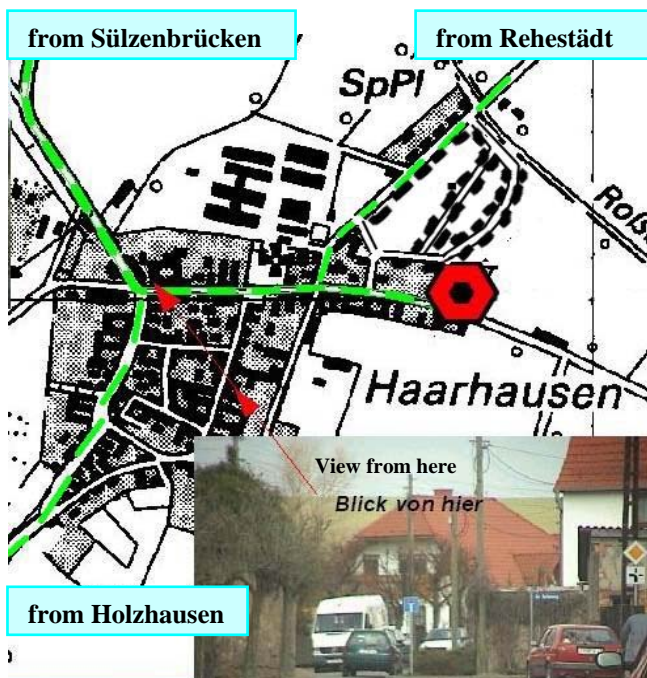 from Sülzenbrücken
from Rehestädt
SpPl
Haarhausen
View from here
Blick von hier
from Holzhausen